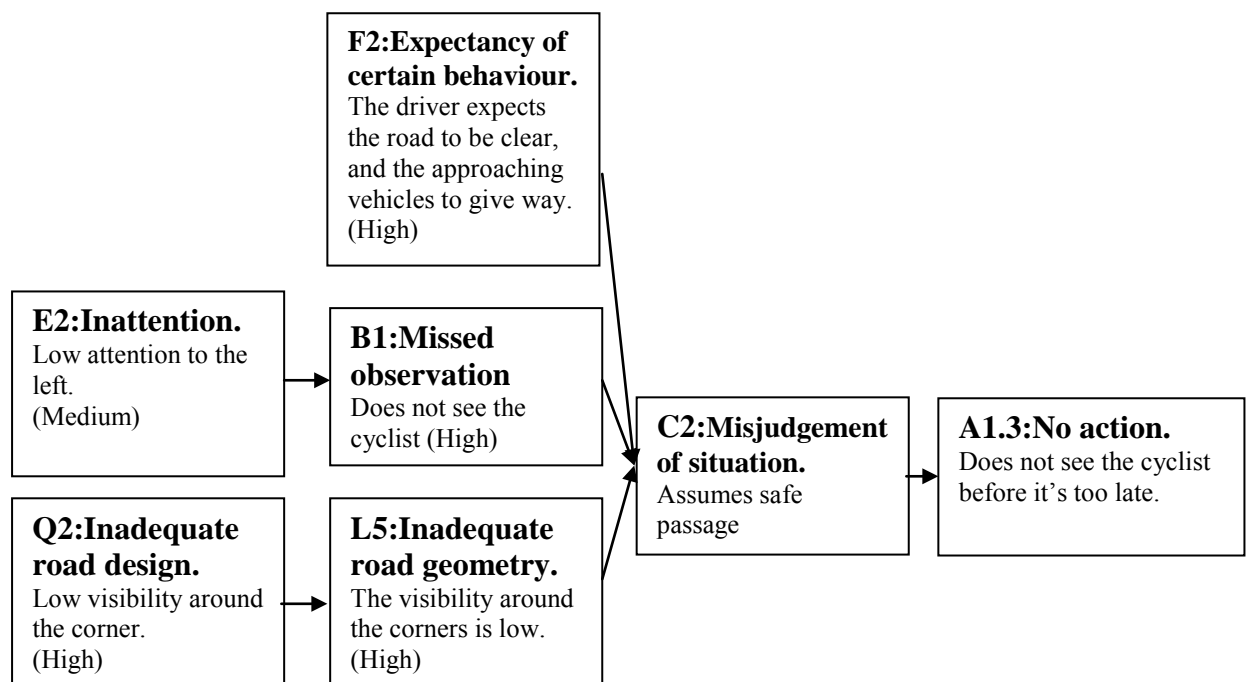 F2:Expectancy of
certain behaviour.
The driver expects
the road to be clear,
and the approaching
vehicles to give way.
(High)
E2:Inattention.
Low attention to the
left.
(Medium)
B1:Missed
observation
Does not see the
cyclist (High)
C2:Misjudgement
of situation.
Assumes safe
passage
A1.3:No action.
Does not see the cyclist
before it’s too late.
Q2:Inadequate
road design.
Low visibility around
the corner.
(High)
L5:Inadequate
road geometry.
The visibility around
the corners is low.
(High)